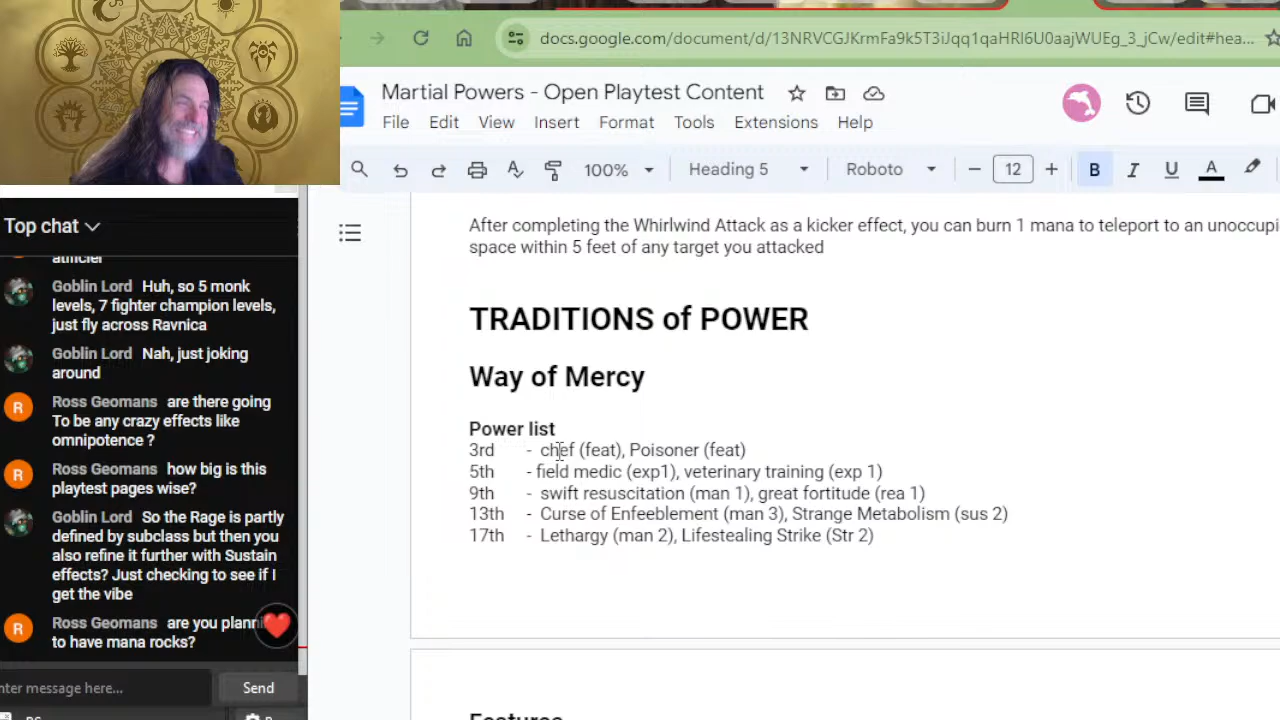 docs.google.com/document/d/13NRVCGJKrmFa9k5T3iJqq1qaHRl6U0aajWUEg_3_jCw/edit#hea...
Martial Powers - Open Playtest Content
File Edit View Insert Format Tools Extensions Help
100% Heading 5 Roboto 12 B I U A
After completing the Whirlwind Attack as a kicker effect, you can burn 1 mana to teleport to an unoccupi
space within 5 feet of any target you attacked
TRADITIONS of POWER
Way of Mercy
Power list
3rd - chef (feat), Poisoner (feat)
5th - field medic (exp1), veterinary training (exp 1)
9th - swift resuscitation (man 1), great fortitude (rea 1)
13th - Curse of Enfeeblement (man 3), Strange Metabolism (sus 2)
17th - Lethargy (man 2), Lifestealing Strike (Str 2)
Top chat
Goblin Lord Huh, so 5 monk
levels, 7 fighter champion levels,
just fly across Ravnica
Goblin Lord Nah, just joking
around
Ross Geomans are there going
To be any crazy effects like
omnipotence ?
Ross Geomans how big is this
playtest pages wise?
Goblin Lord So the Rage is partly
defined by subclass but then you
also refine it further with Sustain
effects? Just checking to see if I
get the vibe
Ross Geomans are you planni
to have mana rocks?
nter message here...
Send